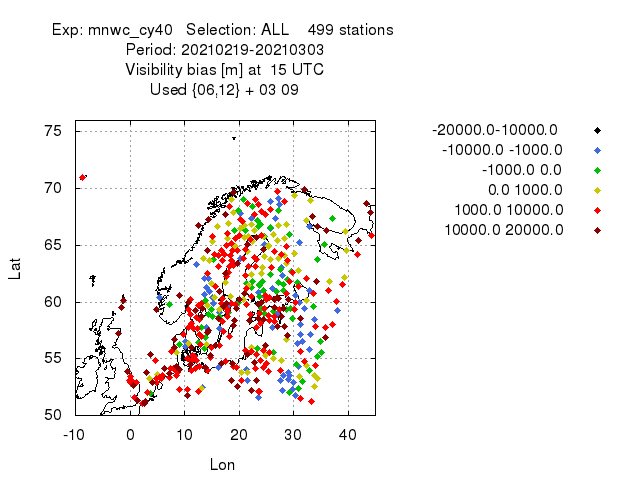 Exp: mnwc_cy40 Selection: ALL 499 stations
Period: 20210219-20210303
Visibility bias [m] at 15 UTC
Used {06,12} + 03 09
-20000.0-10000.0
-10000.0 -1000.0
-1000.0 0.0
0.0 1000.0
1000.0 10000.0
10000.0 20000.0
Lat
75
70
65
60
55
50
-10 0 10 20 30 40
Lon